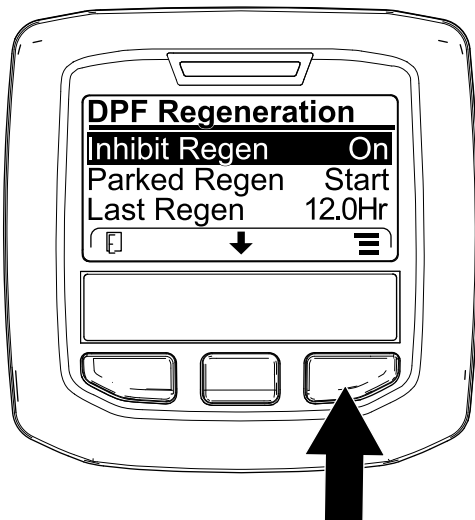 DPF Regeneration
Inhibit Regen On
Parked Regen Start
Last Regen 12.0Hr